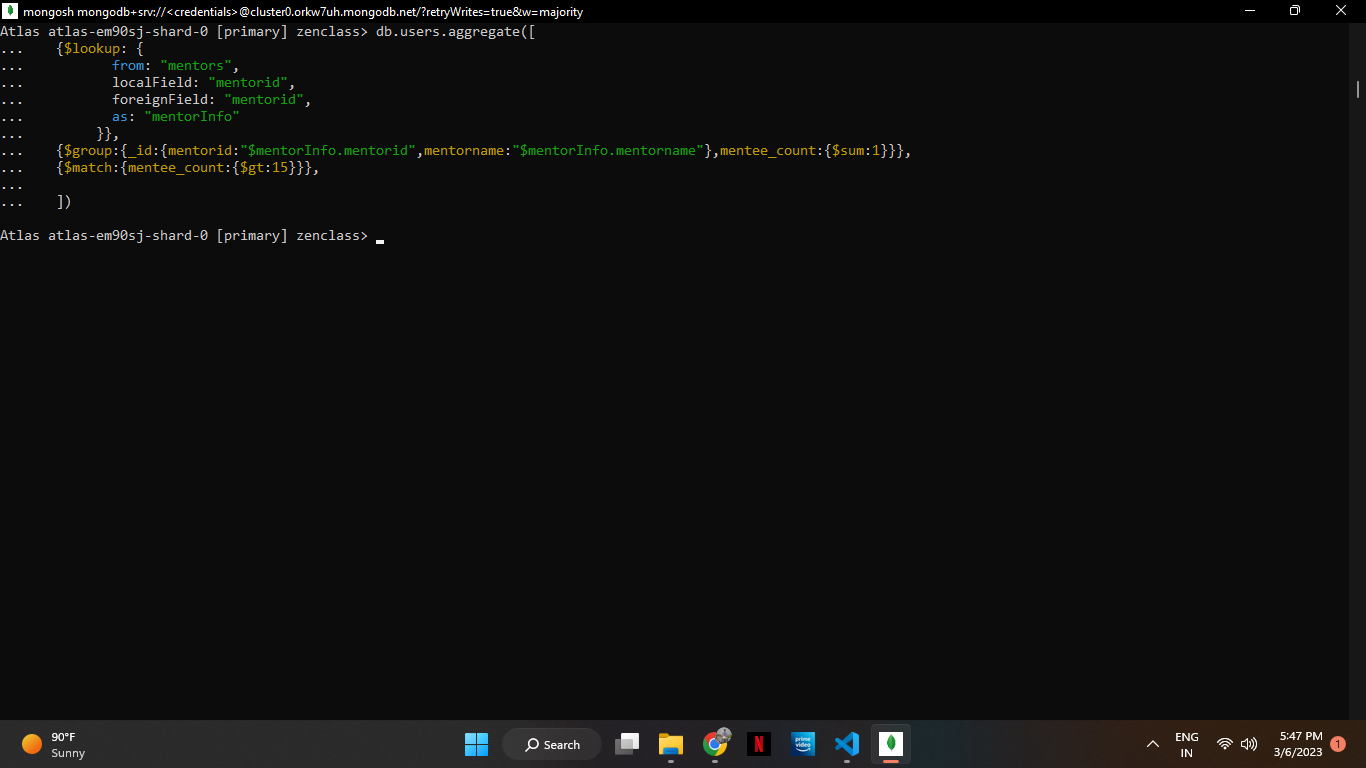 mongosh mongodb+srv://<credentials>@cluster0.orkw7uh.mongodb.net/?retryWrites=true&w=majority
Atlas atlas-em90sj-shard-0 [primary] zenclass> db.users.aggregate([
...    {$lookup: {
...           from: "mentors",
...           localField: "mentorid",
...           foreignField: "mentorid",
...           as: "mentorInfo"
...         }},
...    {$group:{_id:{mentorid:"$mentorInfo.mentorid",mentorname:"$mentorInfo.mentorname"},mentee_count:{$sum:1}}},
...    {$match:{mentee_count:{$gt:15}}},
...
...    ])
Atlas atlas-em90sj-shard-0 [primary] zenclass>
90°F
Sunny
Search
N
prime video
ENG
IN
5:47 PM
3/6/2023
1